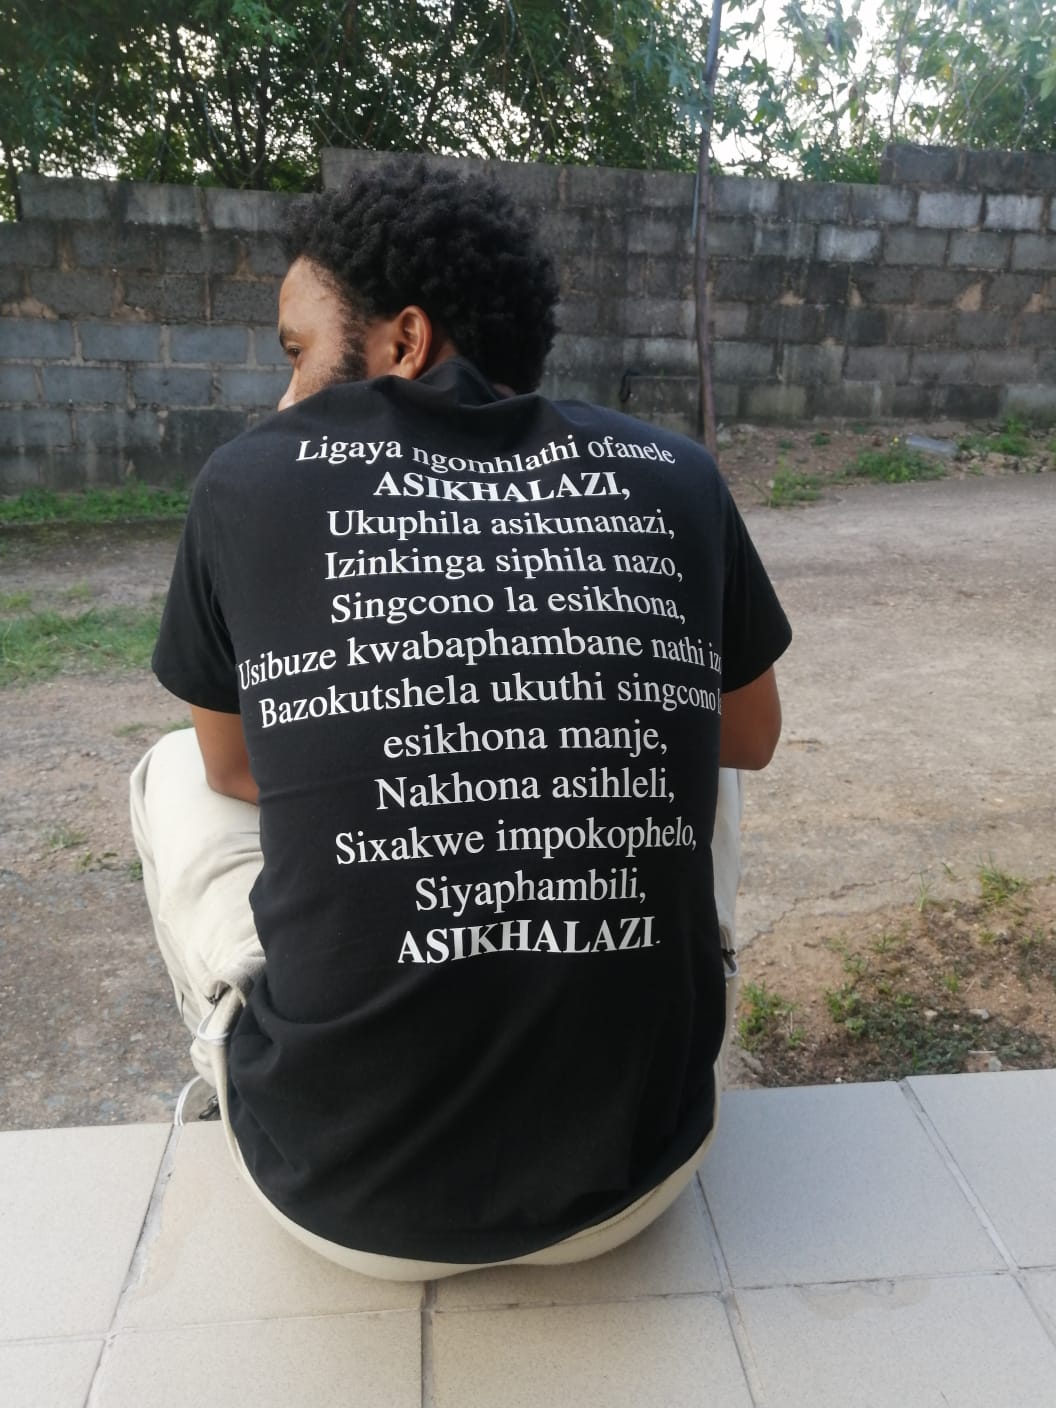 Ligaya ngomhlathi ofanele
ASIKHALAZI,
Ukuphila asikunanazi,
Izinkinga siphila nazo,
Singcono la esikhona,
Usibuze kwabaphambane nathi
Bazokutshela ukuthi singcono
esikhona manje,
Nakhona asihleli,
Sixakwe impokophelo,
Siyaphambili,
ASIKHALAZI.